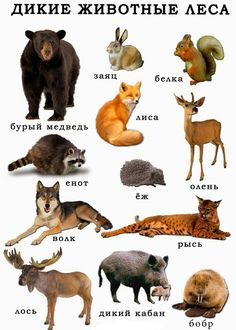 ДИКИЕ ЖИВОТНЫЕ ЛЕСА
заяц
белка
бурый медведь
лиса
енот
ёж
олень
волк
рысь
лось
дикий кабан
бобр